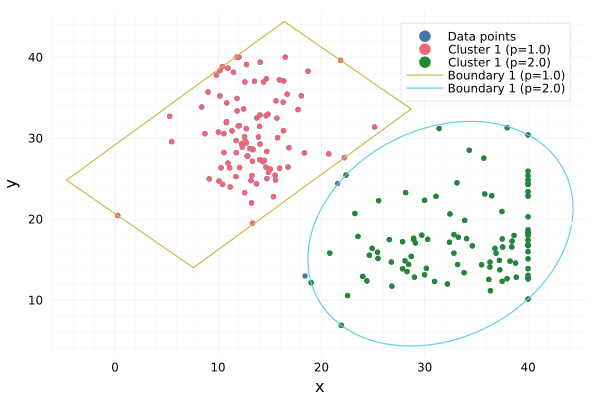 Data points
Cluster 1 (p=1.0)
Cluster 1 (p=2.0)
Boundary 1 (p=1.0)
Boundary 1 (p=2.0)
40
30
20
10
y
0 10 20 30 40
x